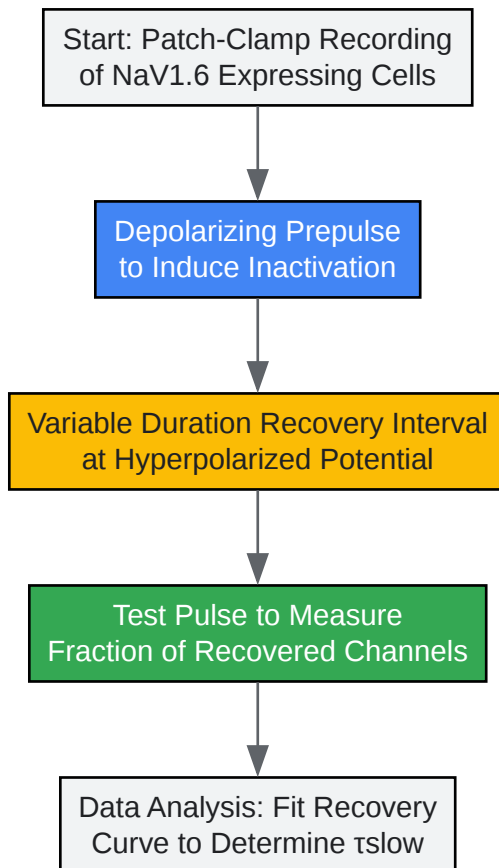 Start: Patch-Clamp Recording
of NaV1.6 Expressing Cells
Depolarizing Prepulse
to Induce Inactivation
Variable Duration Recovery Interval
at Hyperpolarized Potential
Test Pulse to Measure
Fraction of Recovered Channels
Data Analysis: Fit Recovery
Curve to Determine τslow